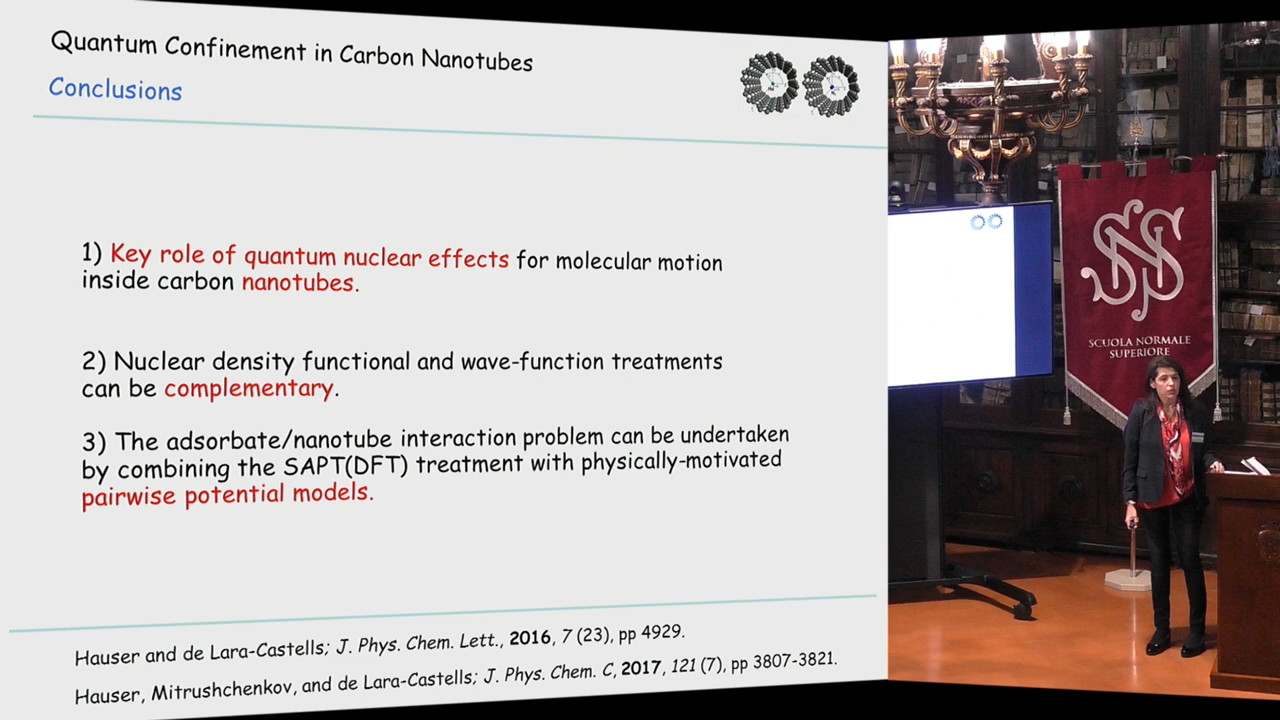 Quantum Confinement in Carbon Nanotubes
Conclusions
1) Key role of quantum nuclear effects for molecular motion
inside carbon nanotubes.
2) Nuclear density functional and wave-function treatments
can be complementary.
3) The adsorbate/nanotube interaction problem can be undertaken
by combining the SAPT(DFT) treatment with physically-motivated
pairwise potential models.
Hauser and de Lara-Castells; J. Phys. Chem. Lett., 2016, 7 (23), pp 4929.
Hauser, Mitrushchenkov, and de Lara-Castells; J. Phys. Chem. C, 2017, 121 (7), pp 3807-3821.
SNS
SCUOLA NORMALE
SUPERIORE